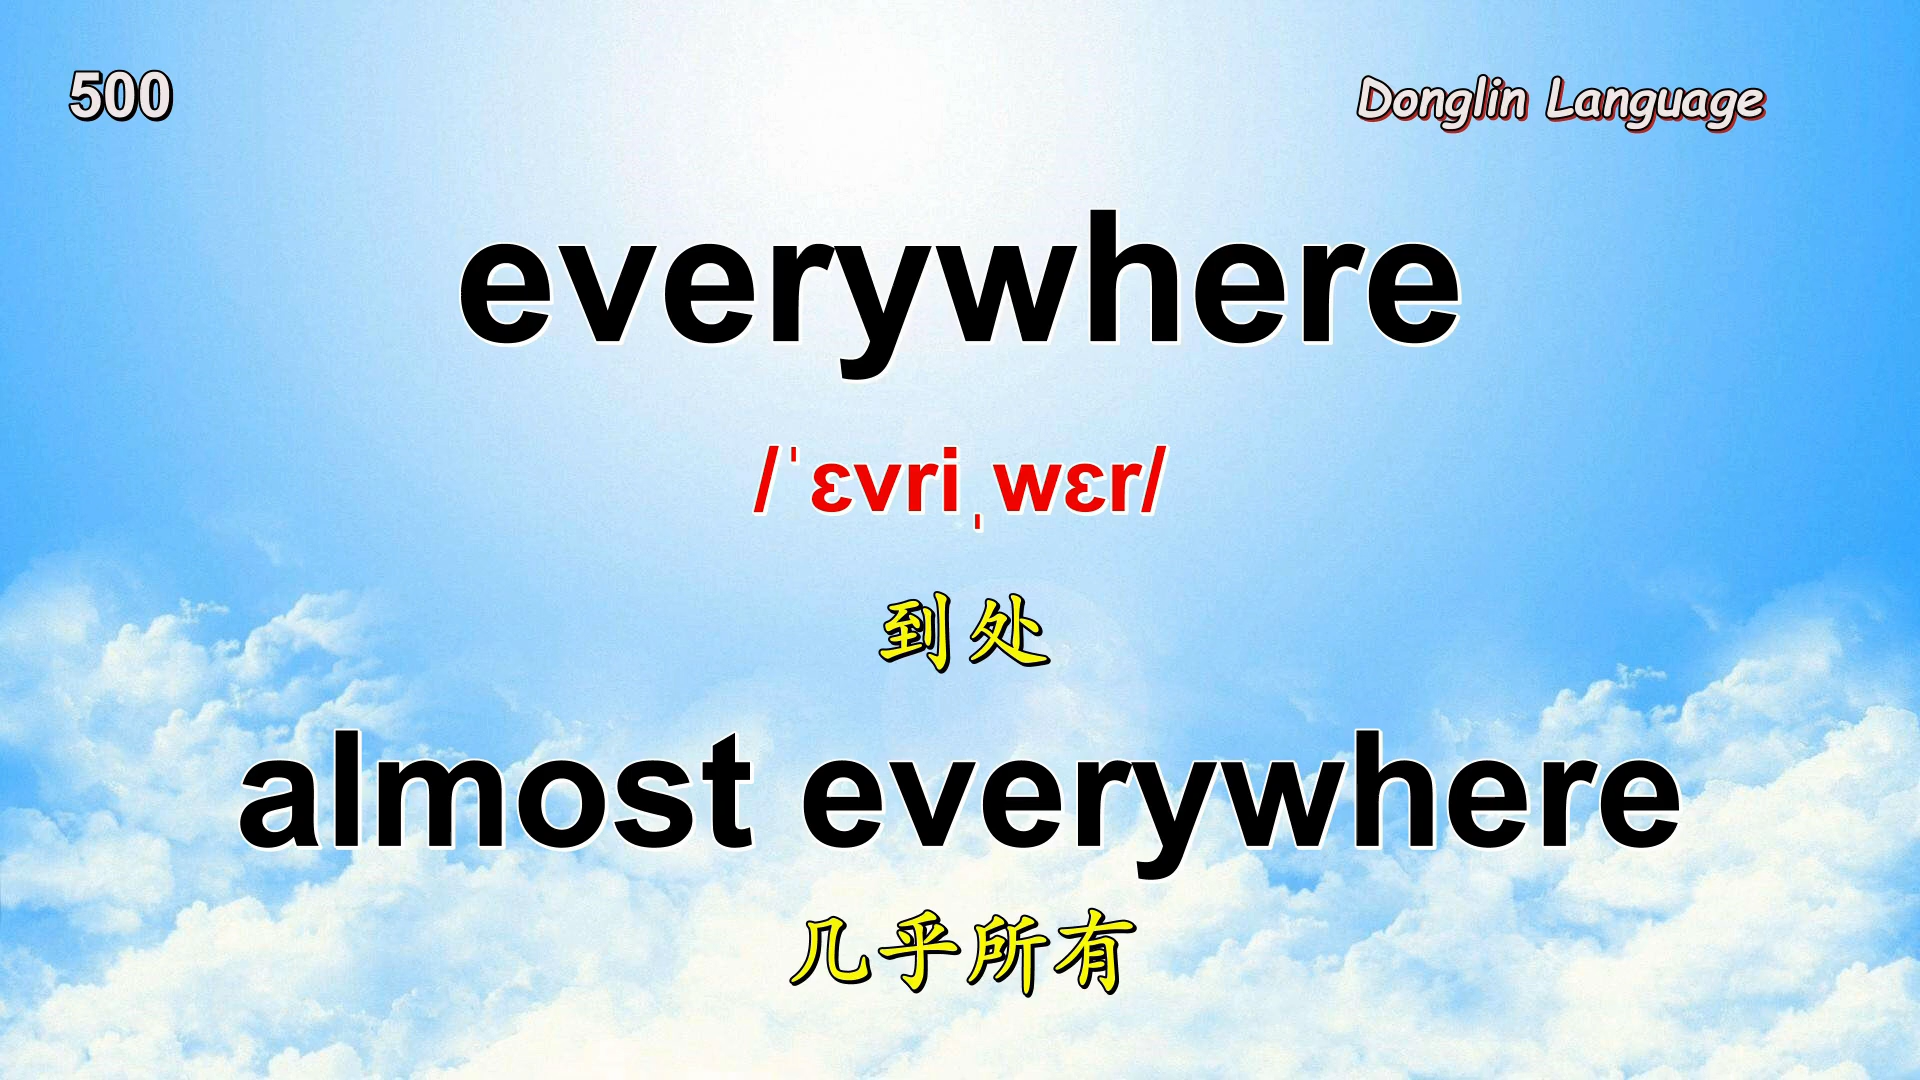 500
Donglin Language
everywhere
/ˈɛvriˌwɛr/
到处
almost everywhere
几乎所有